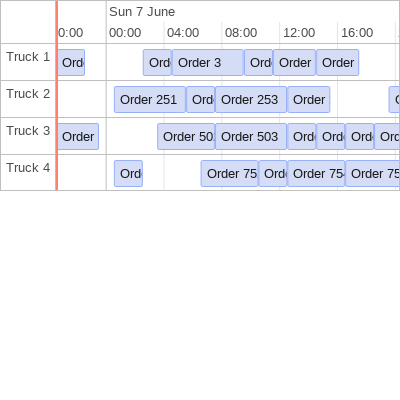 Sun 7 June
0:00 00:00 04:00 08:00 12:00 16:00
Truck 1 Ord Ord Order 3 Ord Order Order
Truck 2 Order 251 Ord Order 253 Order
Truck 3 Order Order 50 Order 503 Ord Ord Ord Ord
Truck 4 Ord Order 75 Ord Order 75 Order 75